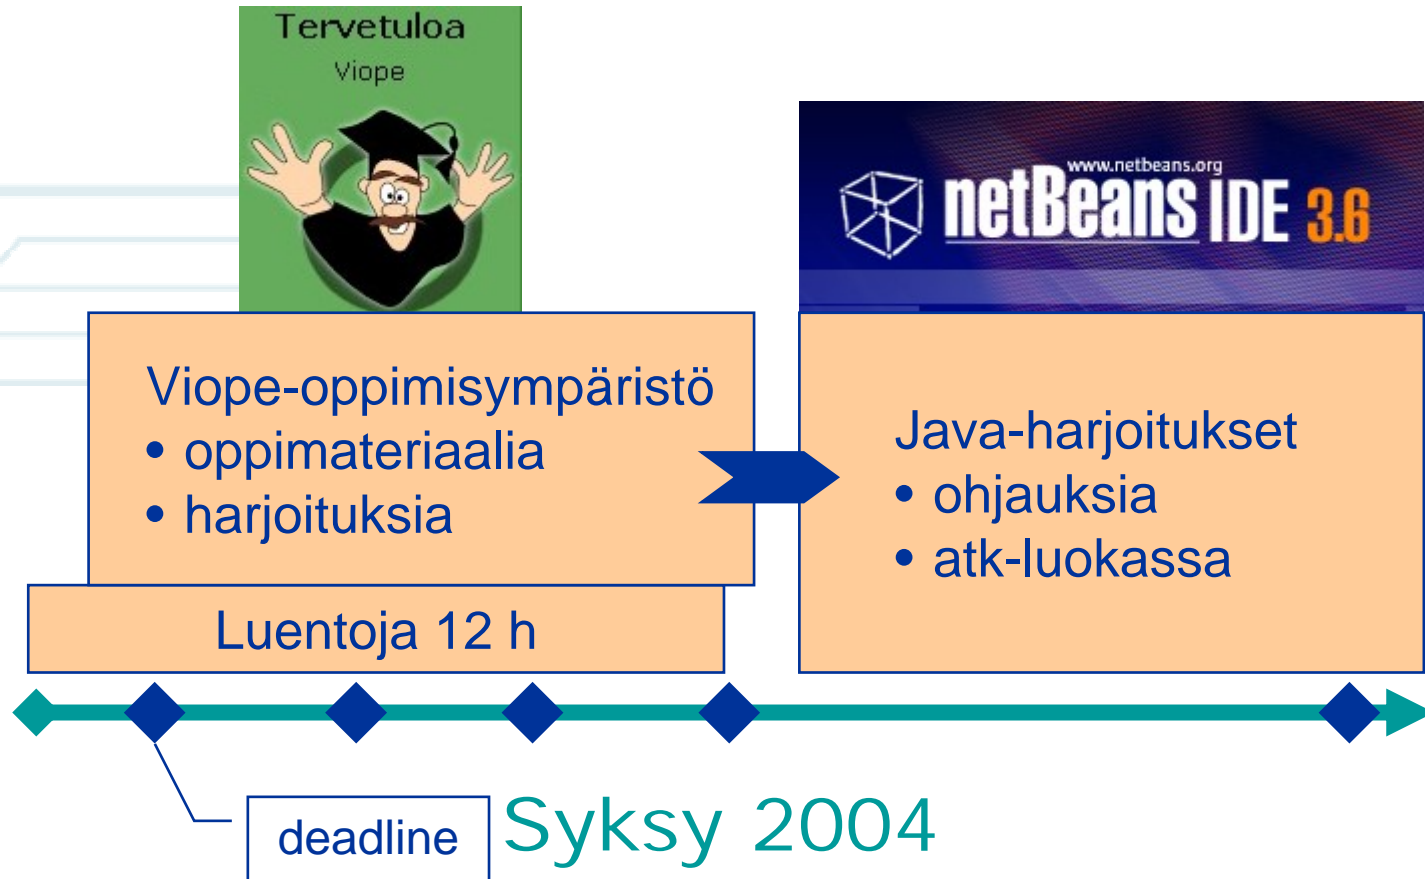 Tervetuloa
Viope
www.netbeans.org
netBeans IDE 3.6
Viope-oppimisympäristö
• oppimateriaalia
• harjoituksia
Java-harjoitukset
• ohjauksia
• atk-luokassa
Luentoja 12 h
deadline
Syksy 2004